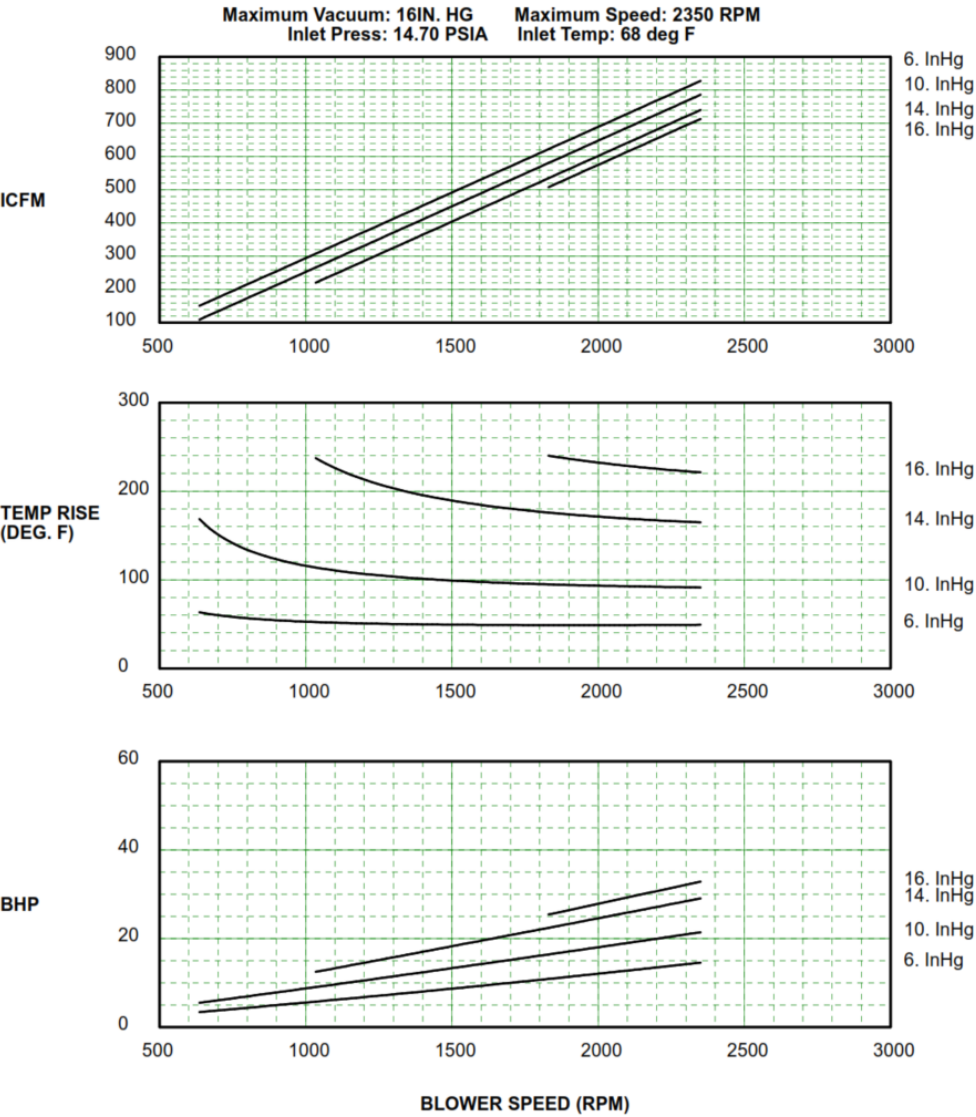 Maximum Vacuum: 16IN. HG Maximum Speed: 2350 RPM
Inlet Press: 14.70 PSIA Inlet Temp: 68 deg F
900
800
700
600
500
400
300
200
100
ICFM
6. InHg
10. InHg
14. InHg
16. InHg
500 1000 1500 2000 2500 3000
300
200
100
0
TEMP RISE
(DEG. F)
16. InHg
14. InHg
10. InHg
6. InHg
500 1000 1500 2000 2500 3000
60
40
20
0
BHP
16. InHg
14. InHg
10. InHg
6. InHg
500 1000 1500 2000 2500 3000
BLOWER SPEED (RPM)